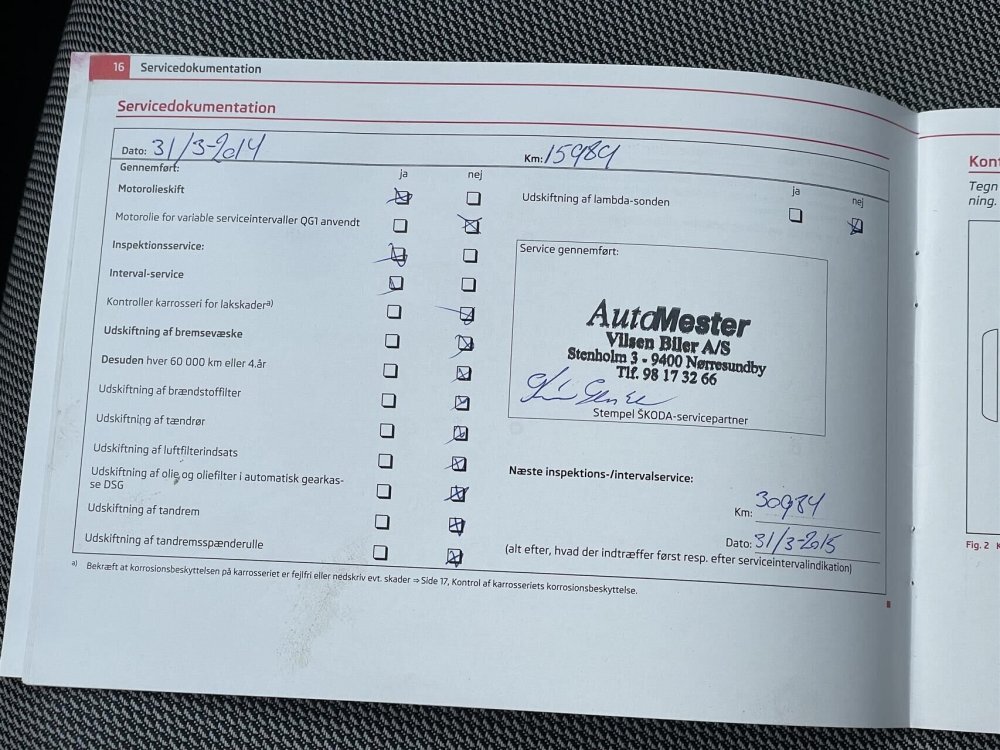 16 Servicedokumentation
Servicedokumentation
Dato: 31/3-2014
Km: 15984
Gennemført:
ja nej
Motorolieskift
Motorolie for variable serviceintervaller QG1 anvendt
Inspektionsservice:
Interval-service
Kontroller karrosseri for lakskader a)
Udskiftning af bremsevæske
Desuden hver 60 000 km eller 4.år
Udskiftning af brændstoffilter
Udskiftning af tændrør
Udskiftning af luftfilterindsats
Udskiftning af olie og oliefilter i automatisk gearkas-
se DSG
Udskiftning af tandrem
Udskiftning af tandremsspænderulle
ja nej
Udskiftning af lambda-sonden
Service gennemført:
AutoMester
Vilsen Biler A/S
Stenholm 3 - 9400 Nørresundby
Tlf. 98 17 32 66
Stempel ŠKODA-servicepartner
Næste inspektions-/intervalservice:
Km: 30984
Dato: 31/3-2015
(alt efter, hvad der indtræffer først resp. efter serviceintervalindikation)
a) Bekræft at korrosionsbeskyttelsen på karrosseriet er fejlfri eller nedskriv evt. skader ⇒ Side 17, Kontrol af karrosseriets korrosionsbeskyttelse.
Kont
Tegn
ning.
Fig. 2 K